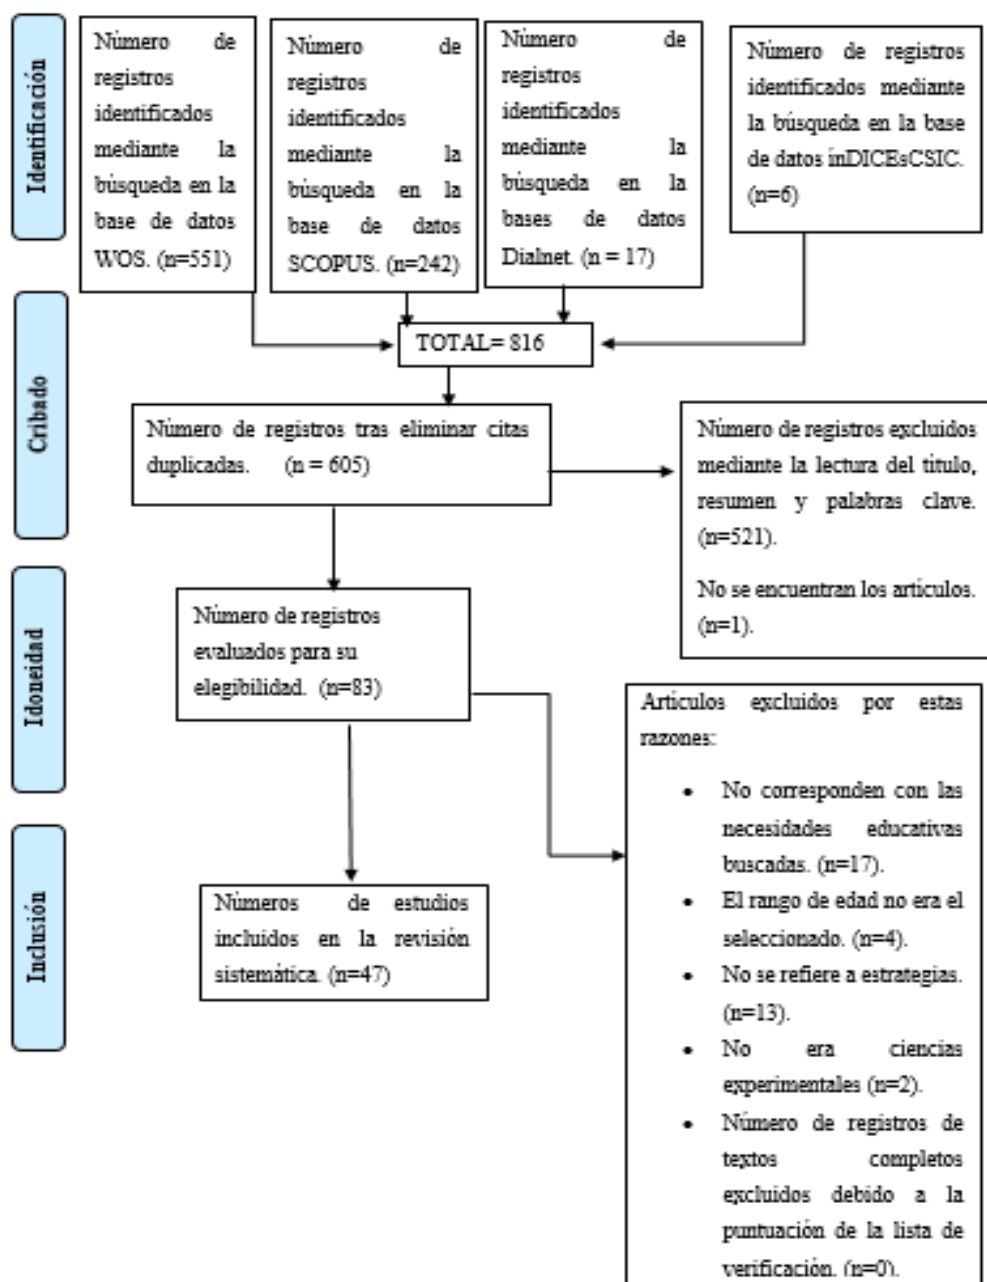 Identificación
Número de
registros
identificados
mediante la
búsqueda en la
base de datos
WOS. (n=551)
Número de
registros
identificados
mediante la
búsqueda en la
base de datos
SCOPUS. (n=242)
Número de
registros
identificados
mediante la
búsqueda en la
bases de datos
Dialnet. (n = 17)
Número de registros
identificados mediante
la búsqueda en la base
de datos ínDICEsCSIC.
(n=6)
TOTAL= 816
Cribado
Número de registros tras eliminar citas
duplicadas. (n = 605)
Número de registros excluidos
mediante la lectura del título,
resumen y palabras clave.
(n=521).
No se encuentran los artículos.
(n=1).
Idoneidad
Número de registros
evaluados para su
elegibilidad. (n=83)
Artículos excluidos por estas
razones:
• No corresponden con las
necesidades educativas
buscadas. (n=17).
• El rango de edad no era el
seleccionado. (n=4).
• No se refiere a estrategias.
(n=13).
• No era ciencias
experimentales (n=2).
• Número de registros de
textos completos
excluidos debido a la
puntuación de la lista de
verificación. (n=0).
Inclusión
Números de estudios
incluidos en la revisión
sistemática. (n=47)